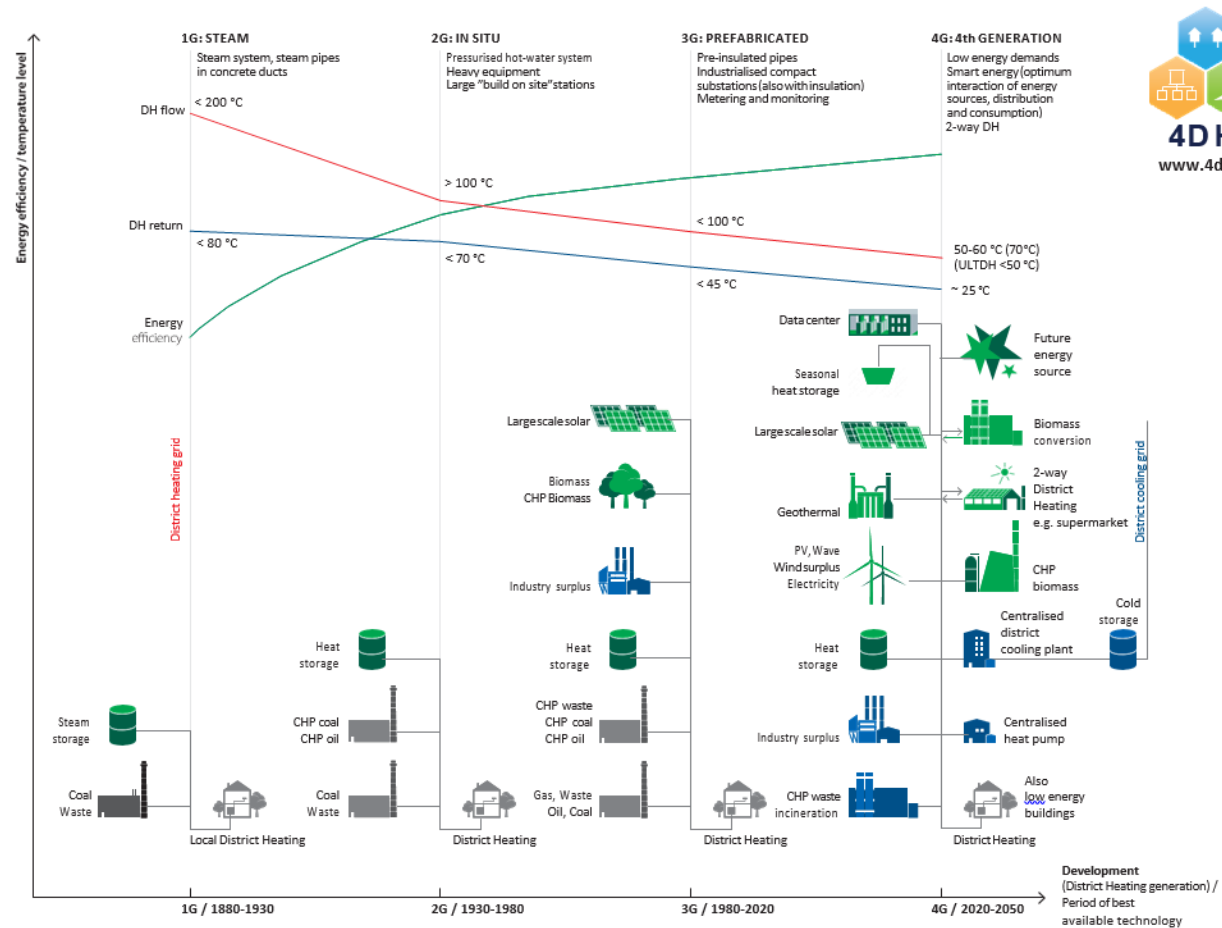 1G: STEAM
Steam system, steam pipes
in concrete ducts
2G: IN SITU
Pressurised hot-water system
Heavy equipment
Large "build on site" stations
3G: PREFABRICATED
Pre-insulated pipes
Industrialised compact
substations (also with insulation)
Metering and monitoring
4G: 4th GENERATION
Low energy demands
Smart energy (optimum
interaction of energy
sources, distribution
and consumption)
2-way DH
4D H
www.4d
Energy efficiency / temperature level
DH flow
< 200 °C
> 100 °C
< 100 °C
50-60 °C (70°C)
(ULTDH <50 °C)
DH return
< 80 °C
< 70 °C
< 45 °C
~ 25 °C
Energy
efficiency
District heating grid
District cooling grid
Data center
Future
energy
source
Seasonal
heat storage
Large scale solar
Large scale solar
Biomass
conversion
Biomass
CHP Biomass
Geothermal
2-way
District
Heating
e.g. supermarket
Industry surplus
PV, Wave
Wind surplus
Electricity
CHP
biomass
Cold
storage
Heat
storage
Heat
storage
Heat
storage
Centralised
district
cooling plant
Steam
storage
CHP coal
CHP oil
CHP waste
CHP coal
CHP oil
Industry surplus
Centralised
heat pump
Coal
Waste
Coal
Waste
Gas, Waste
Oil, Coal
CHP waste
incineration
Also
low energy
buildings
Local District Heating
District Heating
District Heating
District Heating
1G / 1880-1930
2G / 1930-1980
3G / 1980-2020
4G / 2020-2050
Development
(District Heating generation) /
Period of best
available technology